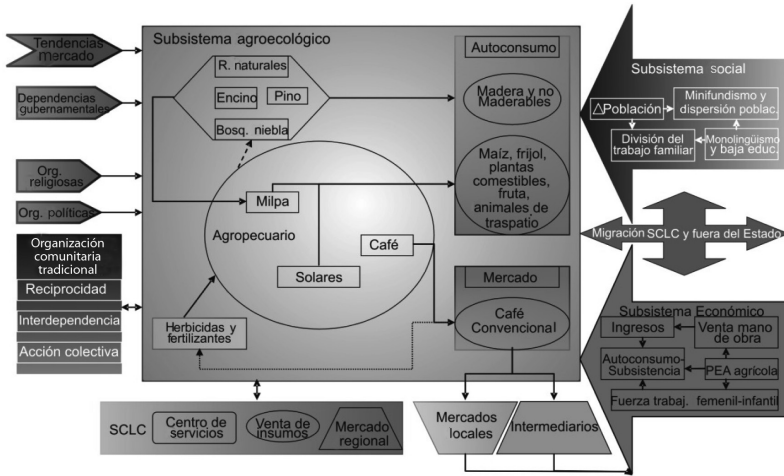 Tendencias
mercado
Dependencias
gubernamentales
Org.
religiosas
Org. políticas
Organización
comunitaria
tradicional
Reciprocidad
Interdependencia
Acción colectiva
Subsistema agroecológico
R. naturales
Encino
Pino
Bosq. niebla
Milpa
Agropecuario
Café
Solares
Herbicidas y
fertilizantes
Autoconsumo
Madera y no
Maderables
Maíz, frijol,
plantas
comestibles,
fruta,
animales de
traspatio
Mercado
Café
Convencional
Subsistema social
△Población
Minifundismo y
dispersión poblac.
División del
trabajo familiar
Monolingüismo
y baja educ.
Migración SCLC y fuera del Estado
Subsistema Económico
Ingresos
Venta mano
de obra
Autoconsumo-
Subsistencia
PEA agrícola
Fuerza trabaj. femenil-infantil
SCLC
Centro de
servicios
Venta de
insumos
Mercado
regional
Mercados
locales
Intermediarios